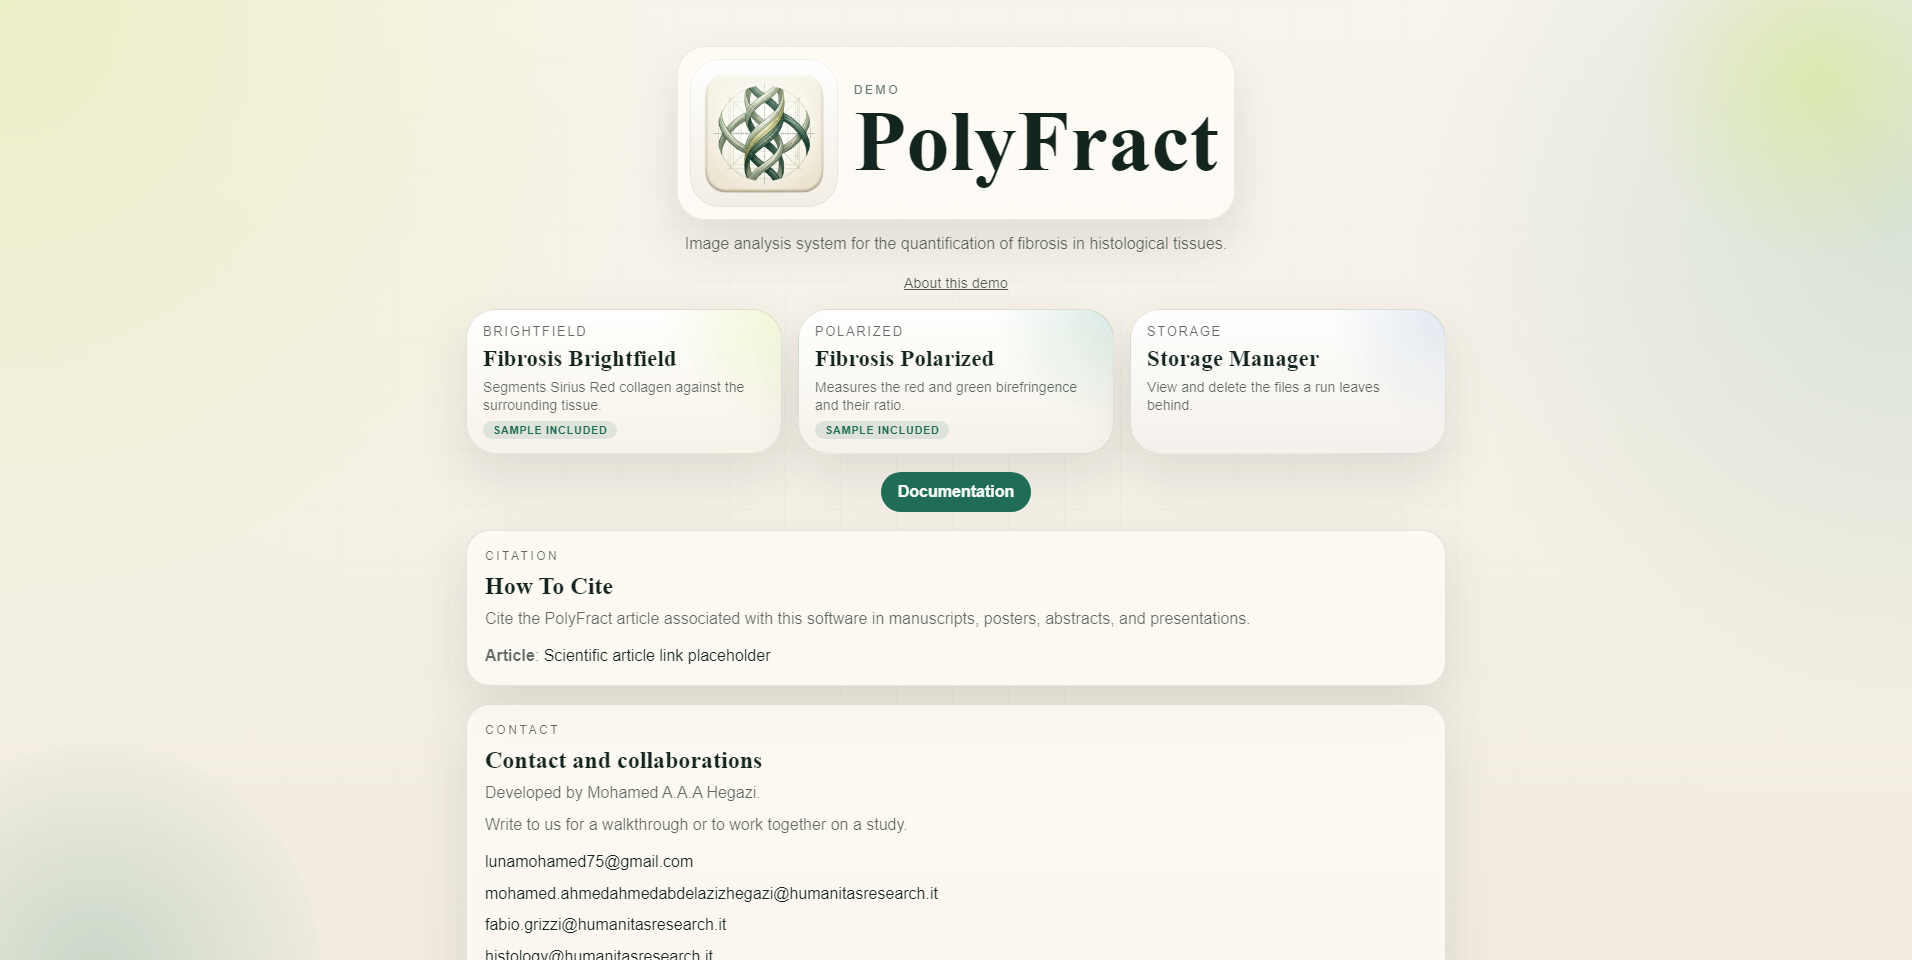 DEMO
PolyFract
Image analysis system for the quantification of fibrosis in histological tissues.
About this demo
BRIGHTFIELD
Fibrosis Brightfield
Segments Sirius Red collagen against the
surrounding tissue.
SAMPLE INCLUDED
POLARIZED
Fibrosis Polarized
Measures the red and green birefringence
and their ratio.
SAMPLE INCLUDED
STORAGE
Storage Manager
View and delete the files a run leaves
behind.
Documentation
CITATION
How To Cite
Cite the PolyFract article associated with this software in manuscripts, posters, abstracts, and presentations.
Article: Scientific article link placeholder
CONTACT
Contact and collaborations
Developed by Mohamed A.A.A Hegazi.
Write to us for a walkthrough or to work together on a study.
lunamohamed75@gmail.com
mohamed.ahmedahmedabdelazizhegazi@humanitasresearch.it
fabio.grizzi@humanitasresearch.it
histology@humanitasresearch.it